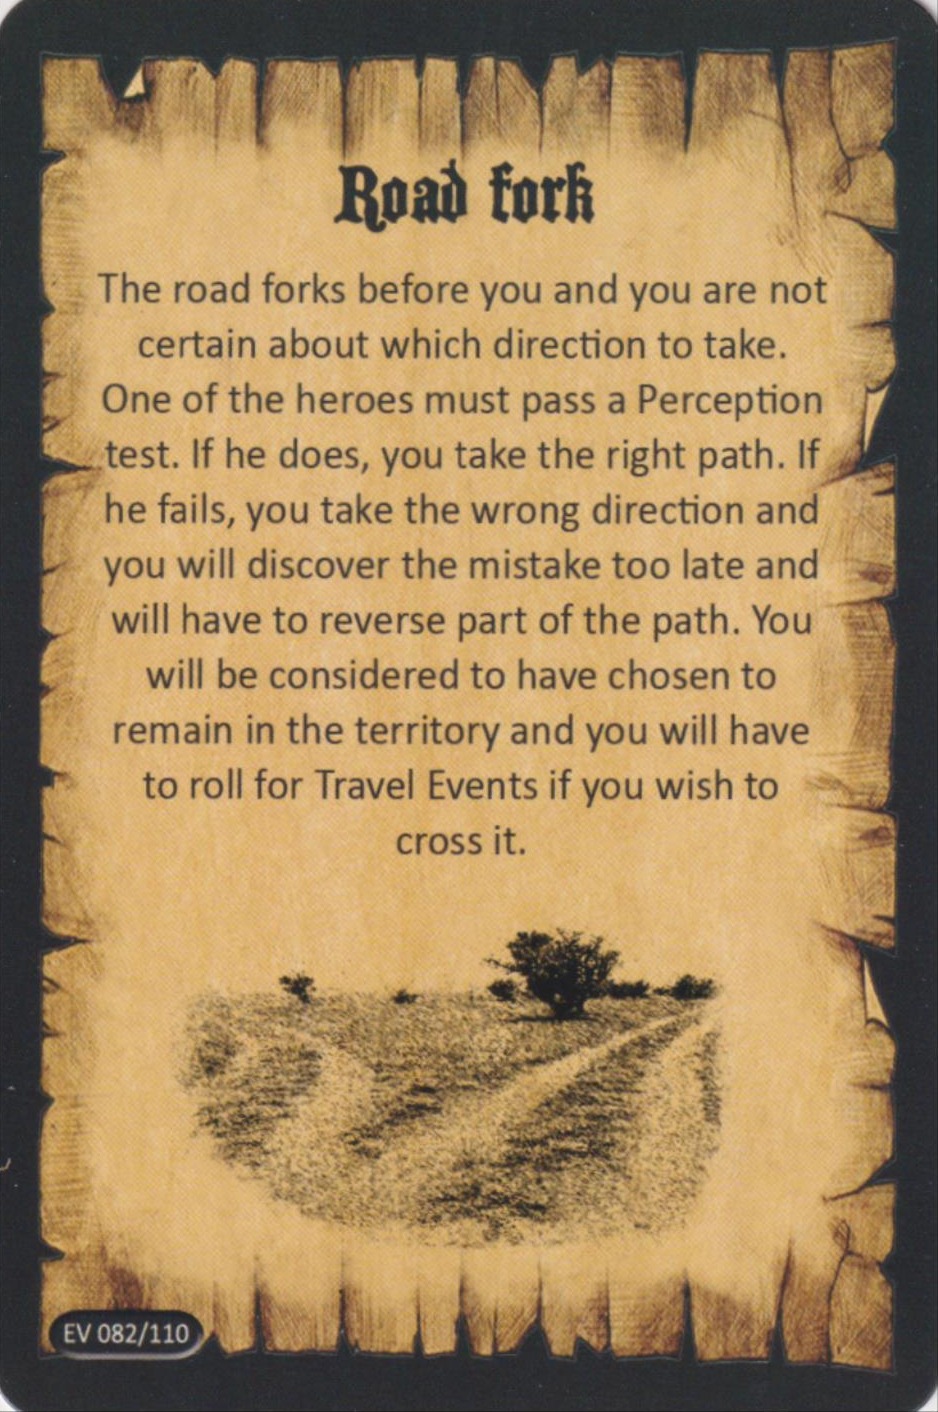 Road fork
The road forks before you and you are not
certain about which direction to take.
One of the heroes must pass a Perception
test. If he does, you take the right path. If
he fails, you take the wrong direction and
you will discover the mistake too late and
will have to reverse part of the path. You
will be considered to have chosen to
remain in the territory and you will have
to roll for Travel Events if you wish to
cross it.
EV 082/110